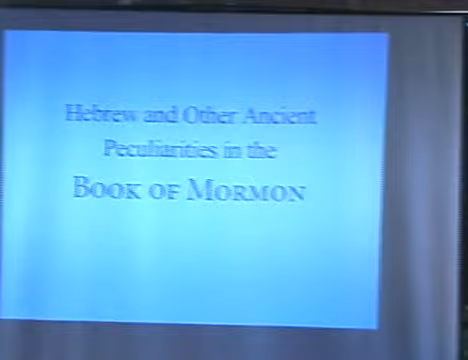 Hebrew and Other Ancient
Peculiarities in the
BOOK OF MORMON